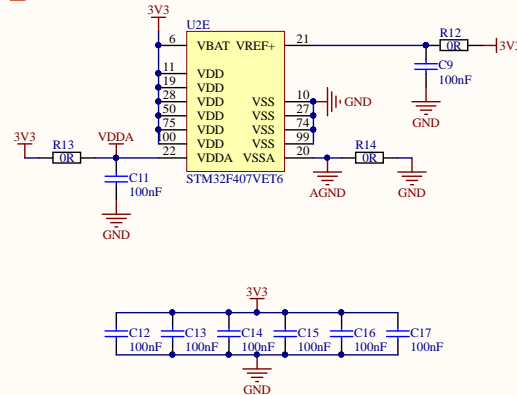 3V3
U2E
R12
6 VBAT VREF+ 21
0R
3V3
C9
11 VDD
100nF
19 VDD
28 VDD VSS 10
GND
50 VDD VSS 27
GND
75 VDD VSS 74
3V3
R13
VDDA
00 VDD VSS 99
R14
0R
22 VDDA VSSA 20
0R
C11
STM32F407VET6
100nF
AGND
GND
GND
3V3
C12 C13 C14 C15 C16 C17
100nF 100nF 100nF 100nF 100nF 100nF
GND